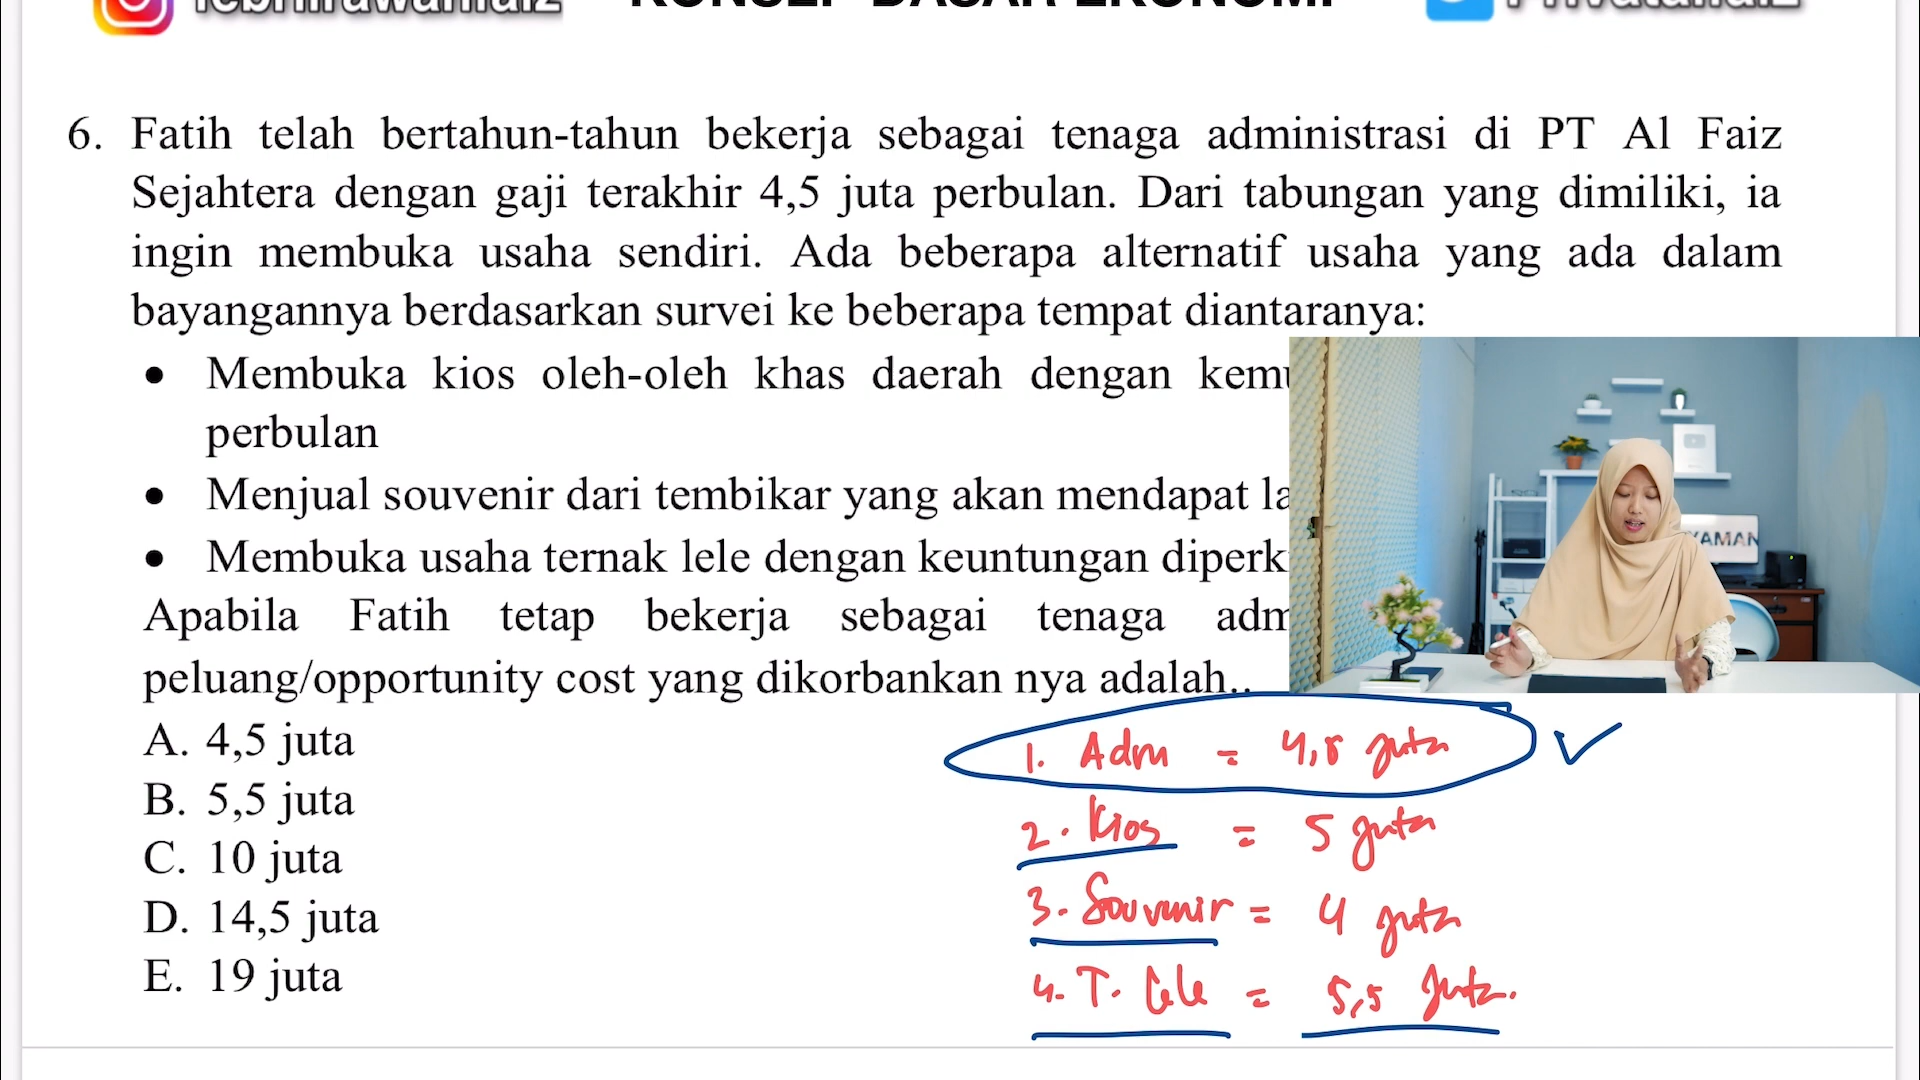 6. Fatih telah bertahun-tahun bekerja sebagai tenaga administrasi di PT Al Faiz
Sejahtera dengan gaji terakhir 4,5 juta perbulan. Dari tabungan yang dimiliki, ia
ingin membuka usaha sendiri. Ada beberapa alternatif usaha yang ada dalam
bayangannya berdasarkan survei ke beberapa tempat diantaranya:
• Membuka kios oleh-oleh khas daerah dengan
perbulan
• Menjual souvenir dari tembikar yang akan mendapat
• Membuka usaha ternak lele dengan keuntungan
Apabila Fatih tetap bekerja sebagai tenaga
peluang/opportunity cost yang dikorbankan nya adalah..
A. 4,5 juta
B. 5,5 juta
C. 10 juta
D. 14,5 juta
E. 19 juta
1. Adm = 4,5 juta
2. Kios = 5 juta
3. Souvenir = 4 juta
4. T. Lele = 5,5 juta.